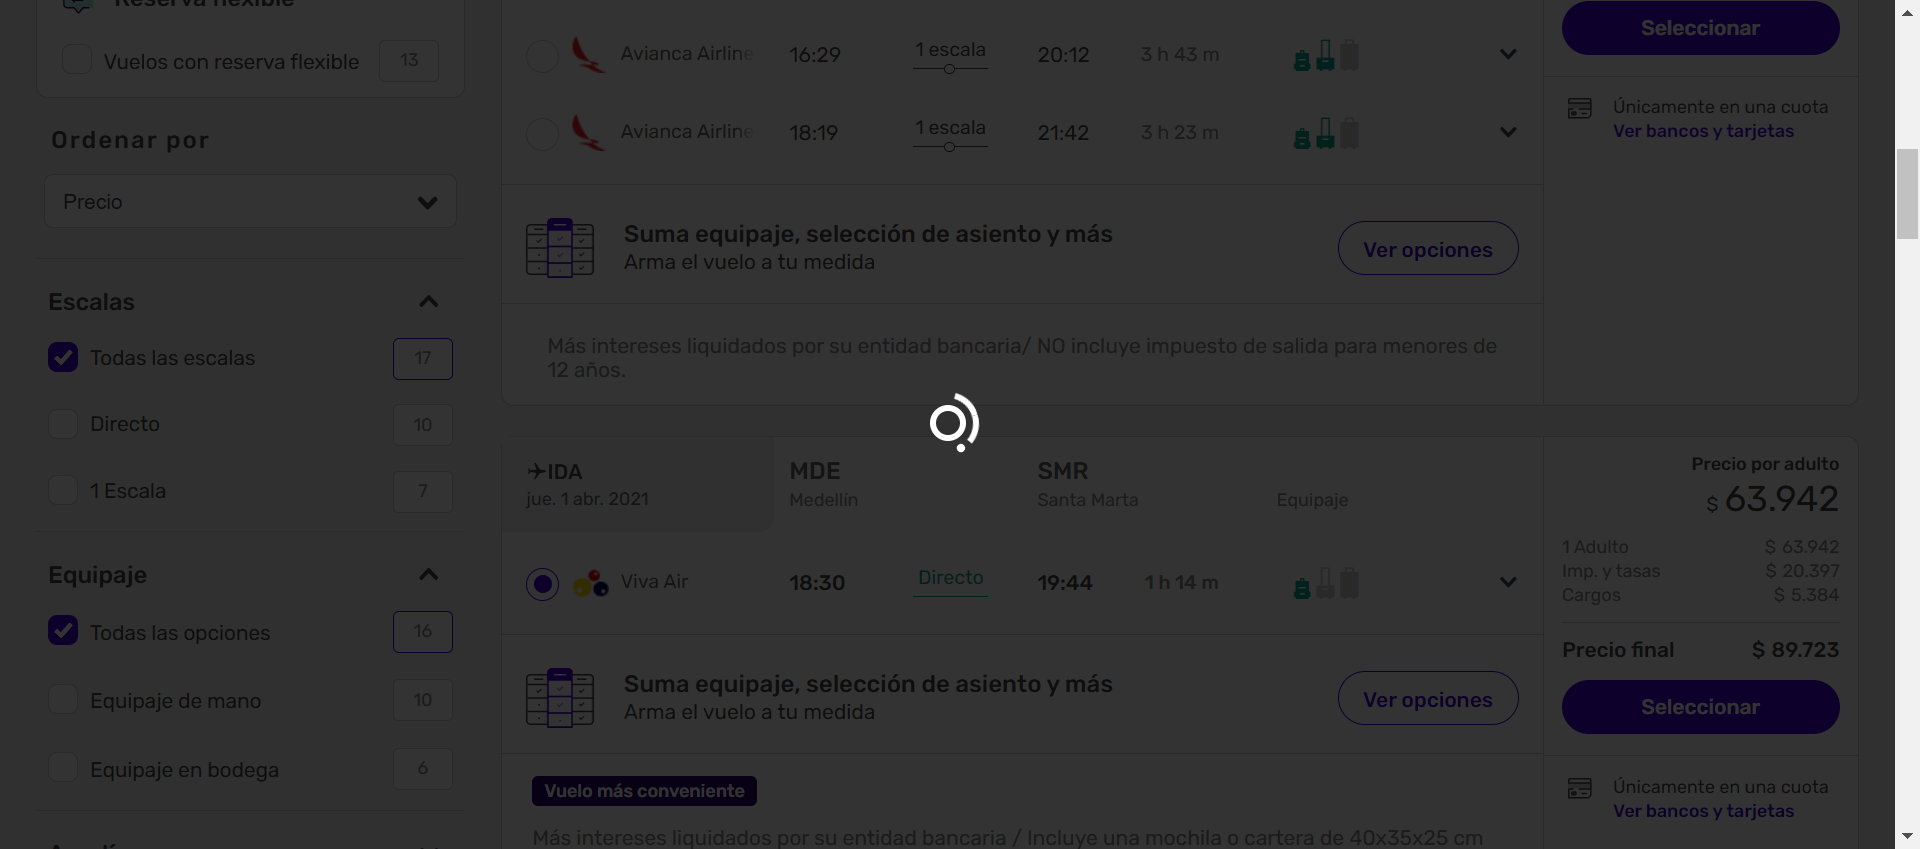 Reserva flexible
Vuelos con reserva flexible 13
Ordenar por
Precio
Escalas
Todas las escalas 17
Directo 10
1 Escala 7
Equipaje
Todas las opciones 16
Equipaje de mano 10
Equipaje en bodega 6
Avianca Airline 16:29 1 escala 20:12 3 h 43 m
Avianca Airline 18:19 1 escala 21:42 3 h 23 m
Suma equipaje, selección de asiento y más
Arma el vuelo a tu medida
Ver opciones
Más intereses liquidados por su entidad bancaria/ NO incluye impuesto de salida para menores de
12 años.
Seleccionar
Únicamente en una cuota
Ver bancos y tarjetas
IDA MDE SMR
jue. 1 abr. 2021 Medellín Santa Marta Equipaje
Viva Air 18:30 Directo 19:44 1 h 14 m
Suma equipaje, selección de asiento y más
Arma el vuelo a tu medida
Ver opciones
Vuelo más conveniente
Más intereses liquidados por su entidad bancaria / Incluye una mochila o cartera de 40x35x25 cm
Precio por adulto
$ 63.942
1 Adulto $ 63.942
Imp. y tasas $ 20.397
Cargos $ 5.384
Precio final $ 89.723
Seleccionar
Únicamente en una cuota
Ver bancos y tarjetas